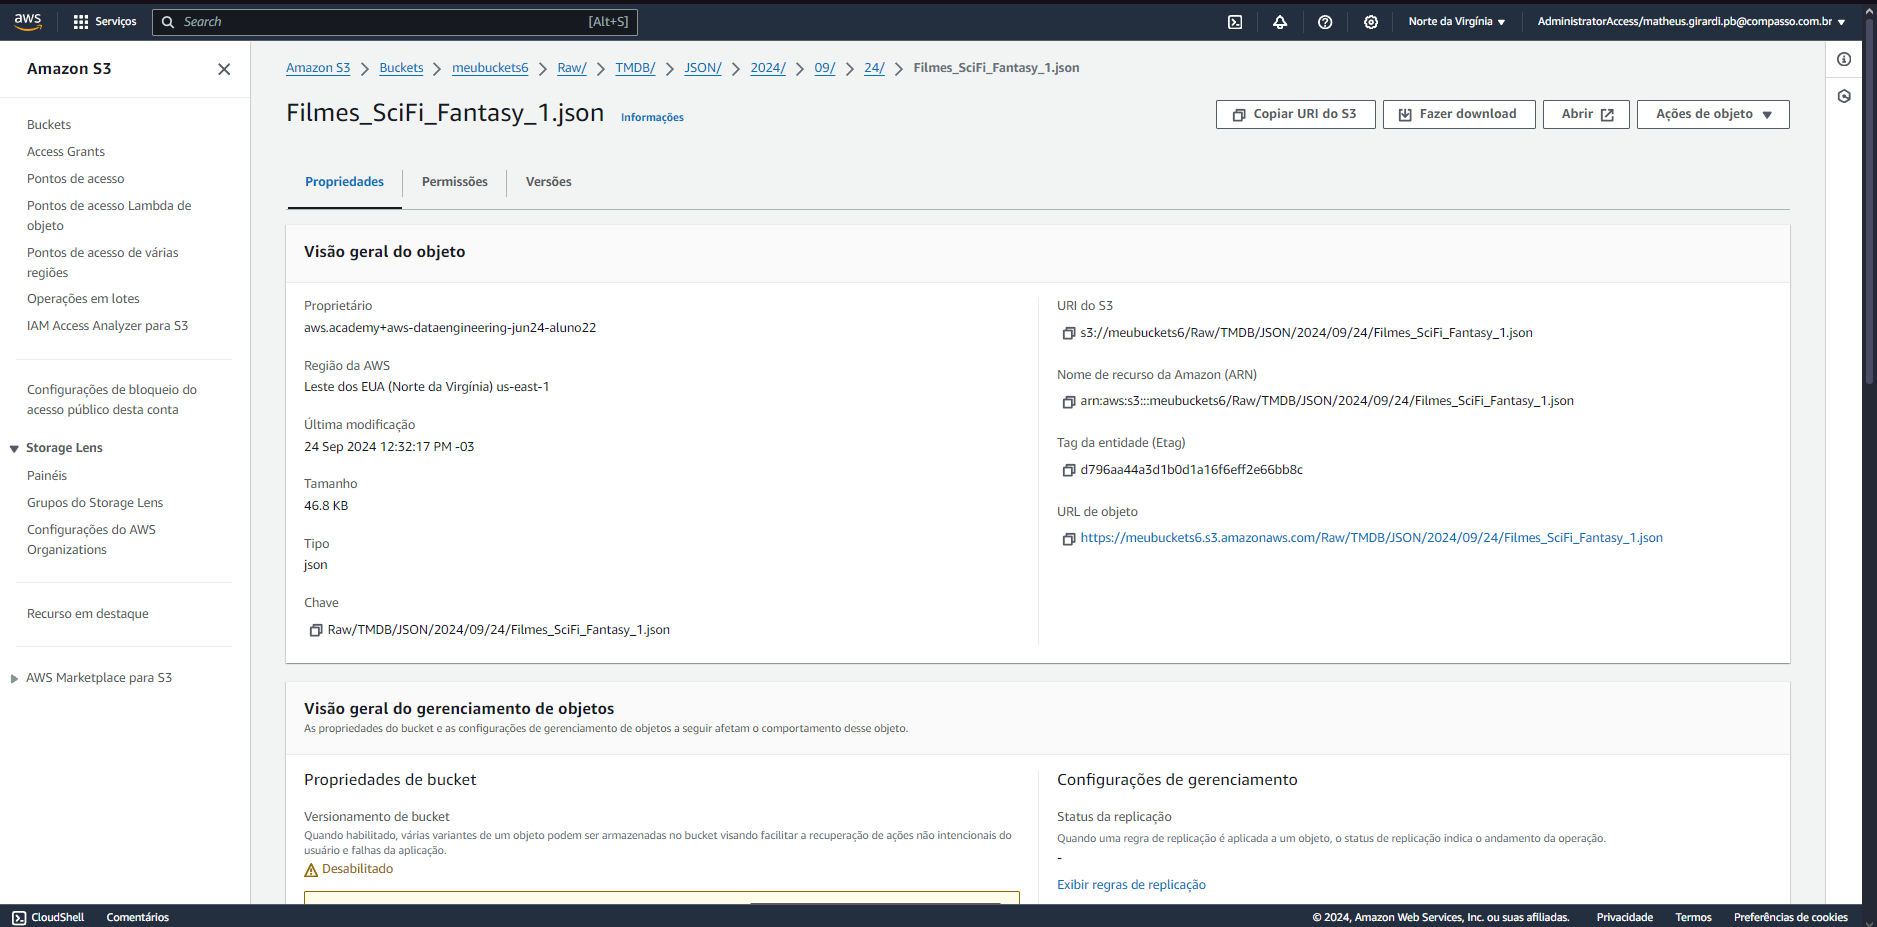 aws
Serviços
Search
[Alt+S]
Norte da Virgínia
AdministratorAccess/matheus.girardi.pb@compasso.com.br
Amazon S3
Buckets
Access Grants
Pontos de acesso
Pontos de acesso Lambda de
objeto
Pontos de acesso de várias
regiões
Operações em lotes
IAM Access Analyzer para S3
Configurações de bloqueio do
acesso público desta conta
Storage Lens
Painéis
Grupos do Storage Lens
Configurações do AWS
Organizations
Recurso em destaque
AWS Marketplace para S3
Amazon S3 > Buckets > meubuckets6 > Raw/ > TMDB/ > JSON/ > 2024/ > 09/ > 24/ > Filmes_SciFi_Fantasy_1.json
Filmes_SciFi_Fantasy_1.json Informações
Copiar URI do S3
Fazer download
Abrir
Ações de objeto
Propriedades
Permissões
Versões
Visão geral do objeto
Proprietário
aws.academy+aws-dataengineering-jun24-aluno22
Região da AWS
Leste dos EUA (Norte da Virgínia) us-east-1
Última modificação
24 Sep 2024 12:32:17 PM -03
Tamanho
46.8 KB
Tipo
json
Chave
Raw/TMDB/JSON/2024/09/24/Filmes_SciFi_Fantasy_1.json
URI do S3
s3://meubuckets6/Raw/TMDB/JSON/2024/09/24/Filmes_SciFi_Fantasy_1.json
Nome de recurso da Amazon (ARN)
arn:aws:s3:::meubuckets6/Raw/TMDB/JSON/2024/09/24/Filmes_SciFi_Fantasy_1.json
Tag da entidade (Etag)
d796aa44a3d1b0d1a16f6eff2e66bb8c
URL de objeto
https://meubuckets6.s3.amazonaws.com/Raw/TMDB/JSON/2024/09/24/Filmes_SciFi_Fantasy_1.json
Visão geral do gerenciamento de objetos
As propriedades do bucket e as configurações de gerenciamento de objetos a seguir afetam o comportamento desse objeto.
Propriedades de bucket
Versionamento de bucket
Quando habilitado, várias variantes de um objeto podem ser armazenadas no bucket visando facilitar a recuperação de ações não intencionais do
usuário e falhas da aplicação.
Desabilitado
Configurações de gerenciamento
Status da replicação
Quando uma regra de replicação é aplicada a um objeto, o status de replicação indica o andamento da operação.
-
Exibir regras de replicação
CloudShell
Comentários
© 2024, Amazon Web Services, Inc. ou suas afiliadas.
Privacidade
Termos
Preferências de cookies